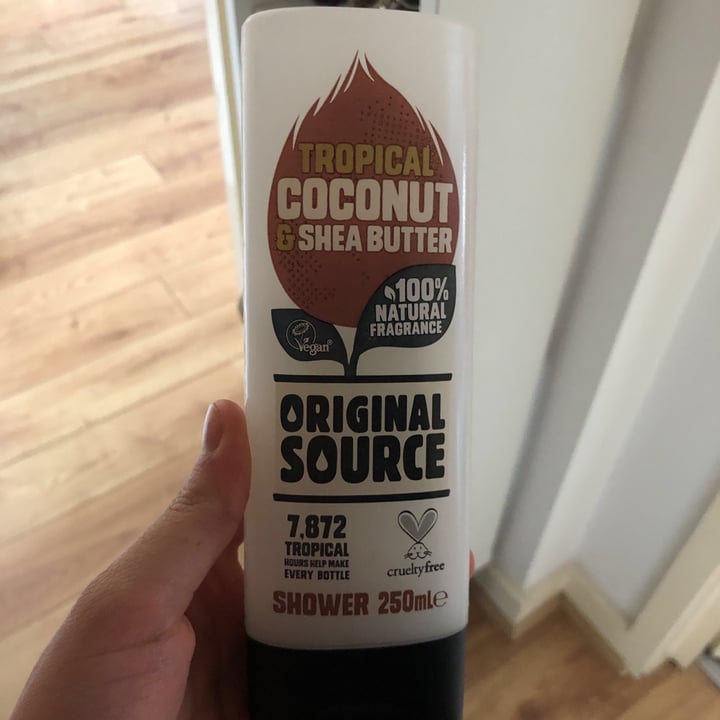 TROPICAL
COCONUT
& SHEA BUTTER
100%
NATURAL
FRAGRANCE
Vegan®
ORIGINAL
SOURCE
7,872
TROPICAL
HOURS HELP MAKE
EVERY BOTTLE
crueltyfree
SHOWER 250ml℮